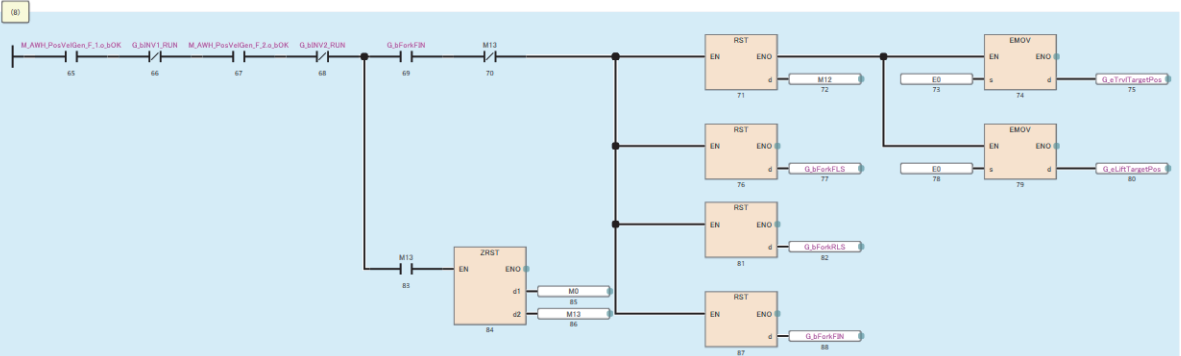 (8)
M_AWH_PosVelGen_F_1.o_bOK G_bINV1_RUN M_AWH_PosVelGen_F_2.o_bOK G_bINV2_RUN G_bForkFIN M13
65 66 67 68 69 70
RST
EN ENO
d M12
71 72
EMOV
EN ENO
E0 s d G_eTrvlTargetPos
73 74 75
RST
EN ENO
d G_bForkFLS
76 77
EMOV
EN ENO
E0 s d G_eLiftTargetPos
78 79 80
RST
EN ENO
d G_bForkRLS
81 82
M13
83
ZRST
EN ENO
d1 M0
85
d2 M13
84 86
RST
EN ENO
d G_bForkFIN
87 88